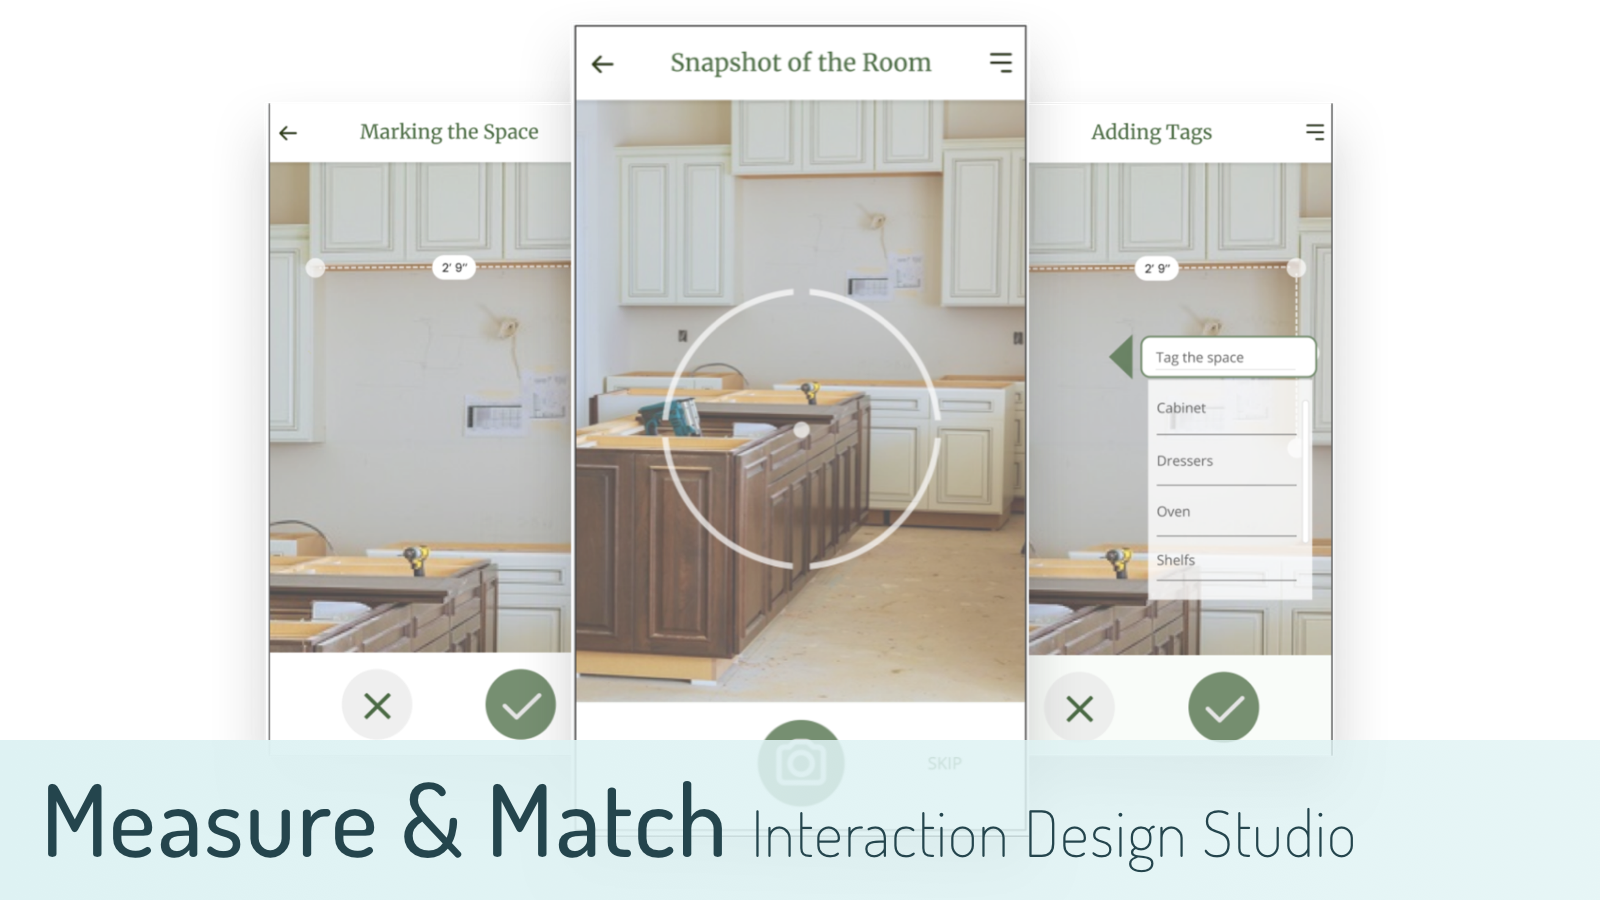 Snapshot of the Room
Marking the Space
Adding Tags
2' 9"
2' 9"
Tag the space
Cabinet
Dressers
Oven
Shelfs
SKIP
Measure & Match Interaction Design Studio